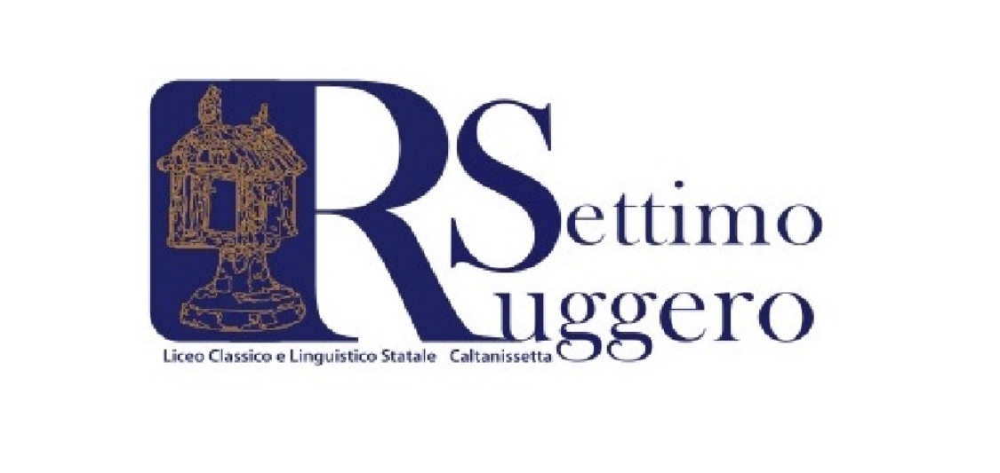 Settimo
Ruggero
Liceo Classico e Linguistico Statale Caltanissetta